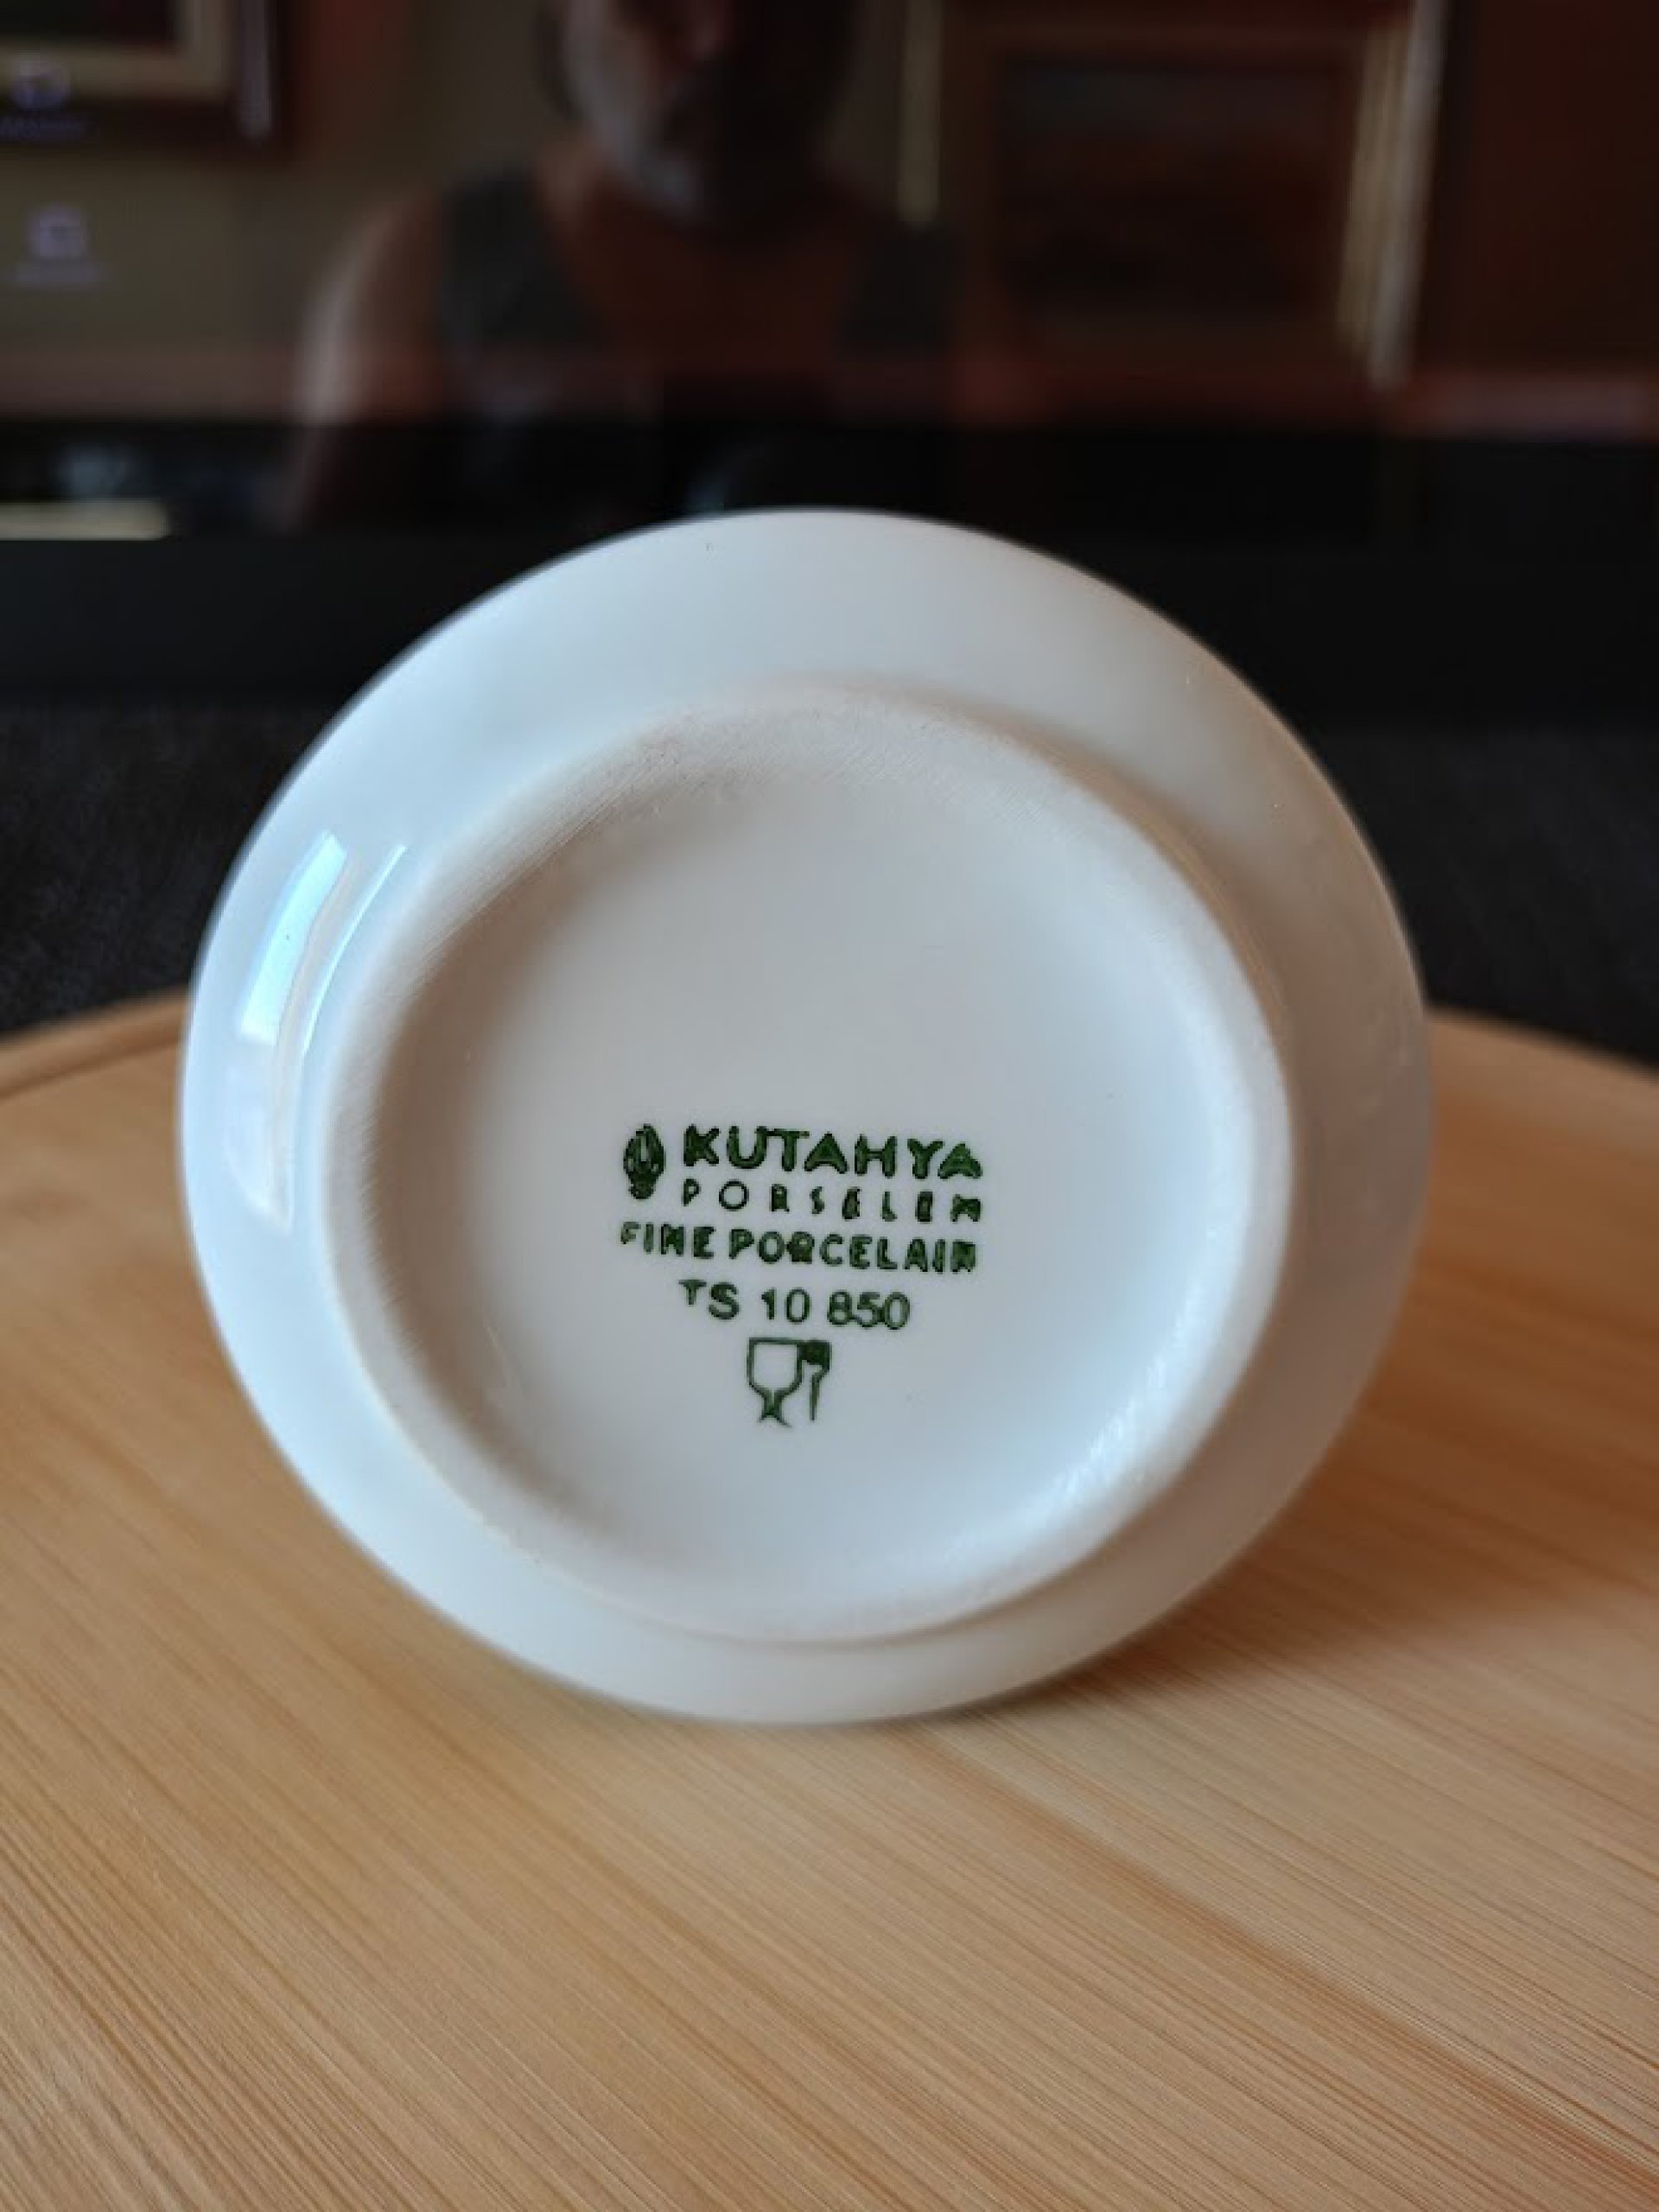 KUTAHYA
PORSELEN
FINE PORCELAIN
TS 10 850